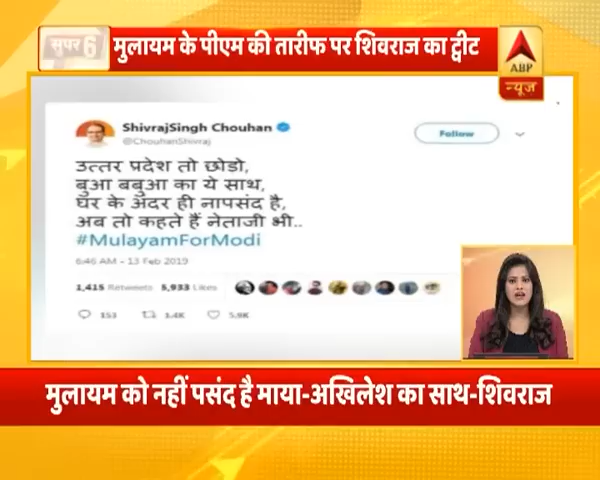 सुपर 6
मुलायम के पीएम की तारीफ पर शिवराज का ट्वीट
ABP
न्यूज़
ShivrajSingh Chouhan
@ChouhanShivraj
Follow
उत्तर प्रदेश तो छोडो,
बुआ बबुआ का ये साथ,
घर के अंदर ही नापसंद है,
अब तो कहते हैं नेताजी भी..
#MulayamForModi
6:46 AM - 13 Feb 2019
1,415 Retweets 5,933 Likes
153 1.4K 5.9K
मुलायम को नहीं पसंद है माया-अखिलेश का साथ-शिवराज